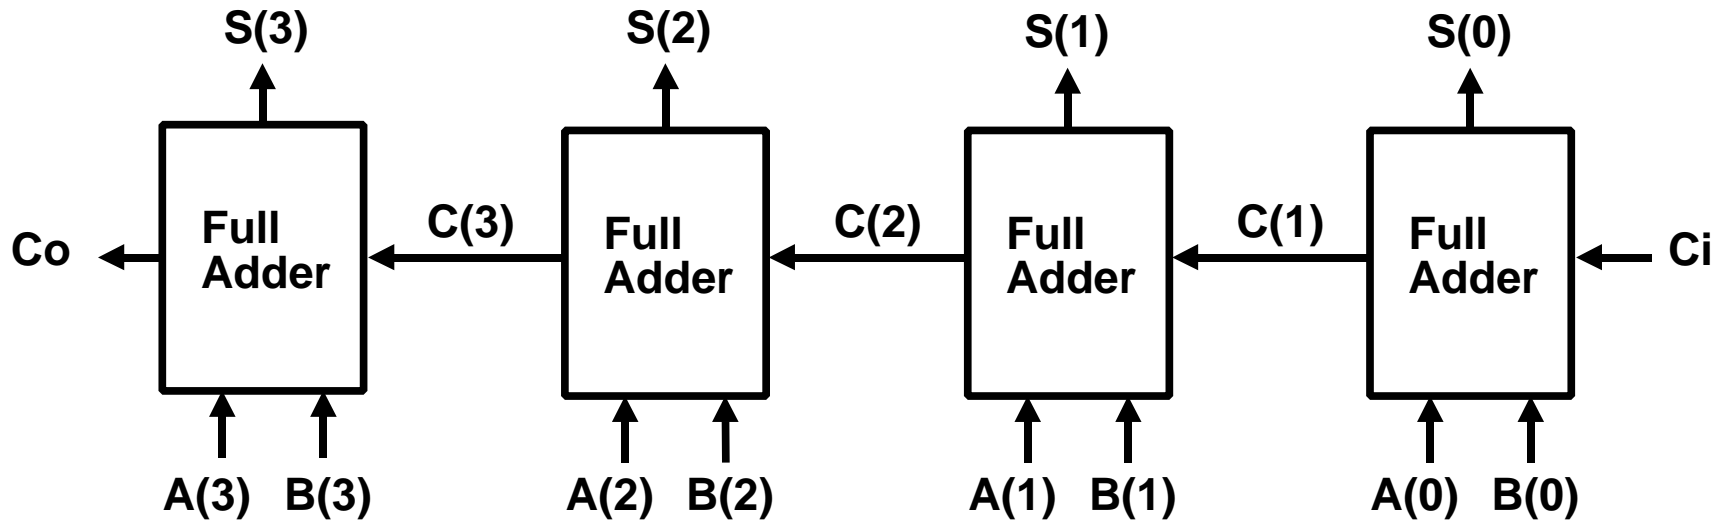 S(3) S(2) S(1) S(0)
C(3) C(2) C(1)
Co Full Adder Full Adder Full Adder Full Adder Ci
A(3) B(3) A(2) B(2) A(1) B(1) A(0) B(0)